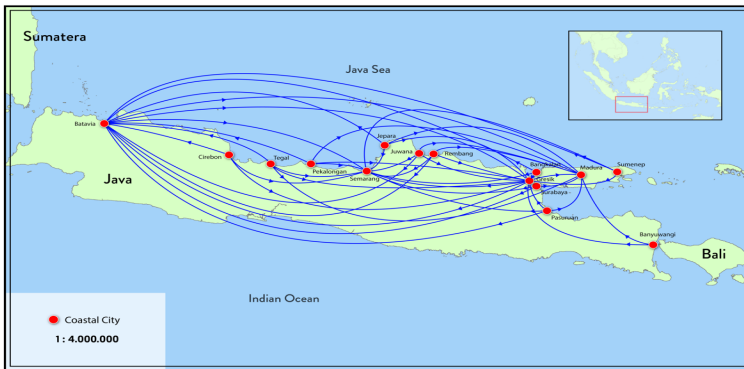 Sumatera
Java Sea
Batavia
Jepara
Juwana
Rembang
Cirebon
Tegal
Pekalongan
Semarang
Bangkalan
Madura
Sumenep
Gresik
Surabaya
Java
Pasuruan
Banyuwangi
Bali
Indian Ocean
Coastal City
1 : 4.000.000